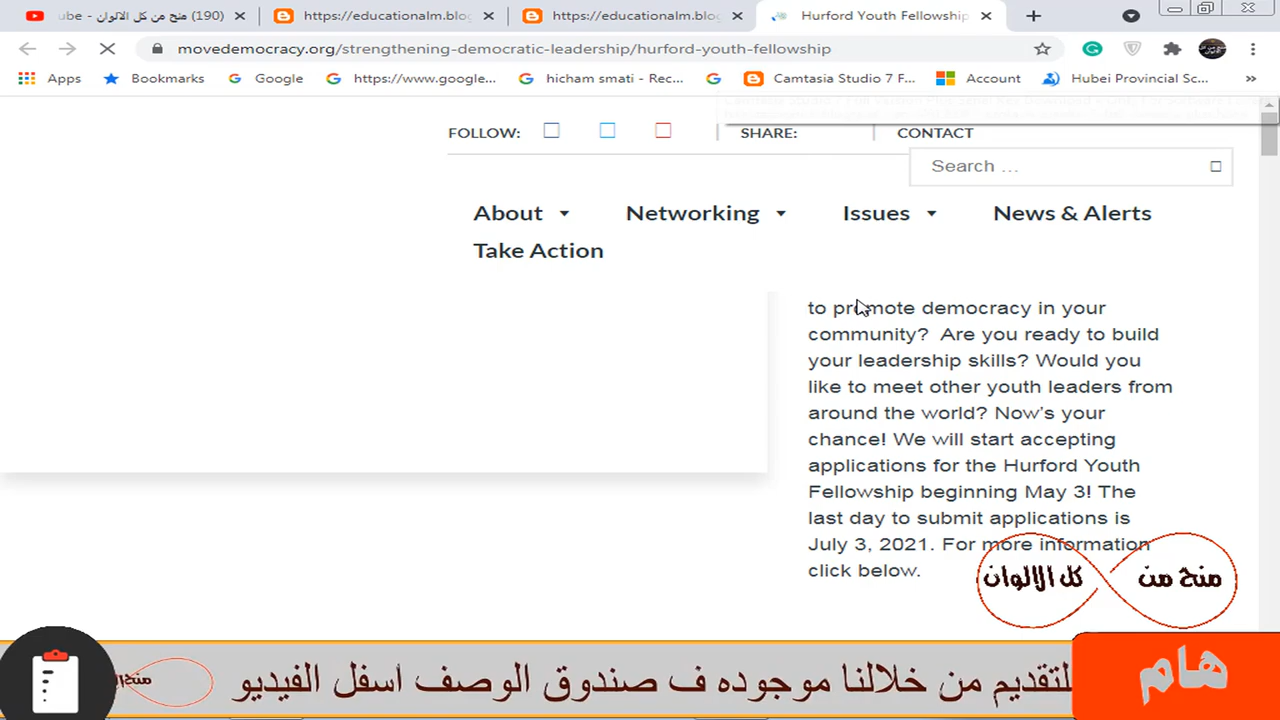 ube - منح من كل الالوان (190)
https://educationalm.blog
https://educationalm.blog
Hurford Youth Fellowship
movedemocracy.org/strengthening-democratic-leadership/hurford-youth-fellowship
Apps Bookmarks Google https://www.google... hicham smati - Rec... Camtasia Studio 7 F... Account Hubei Provincial Sc... »
FOLLOW: SHARE: CONTACT
Search ...
About Networking Issues News & Alerts
Take Action
to promote democracy in your
community? Are you ready to build
your leadership skills? Would you
like to meet other youth leaders from
around the world? Now's your
chance! We will start accepting
applications for the Hurford Youth
Fellowship beginning May 3! The
last day to submit applications is
July 3, 2021. For more information
click below.
منح من كل الالوان
هام
للتقديم من خلالنا موجوده ف صندوق الوصف اسفل الفيديو